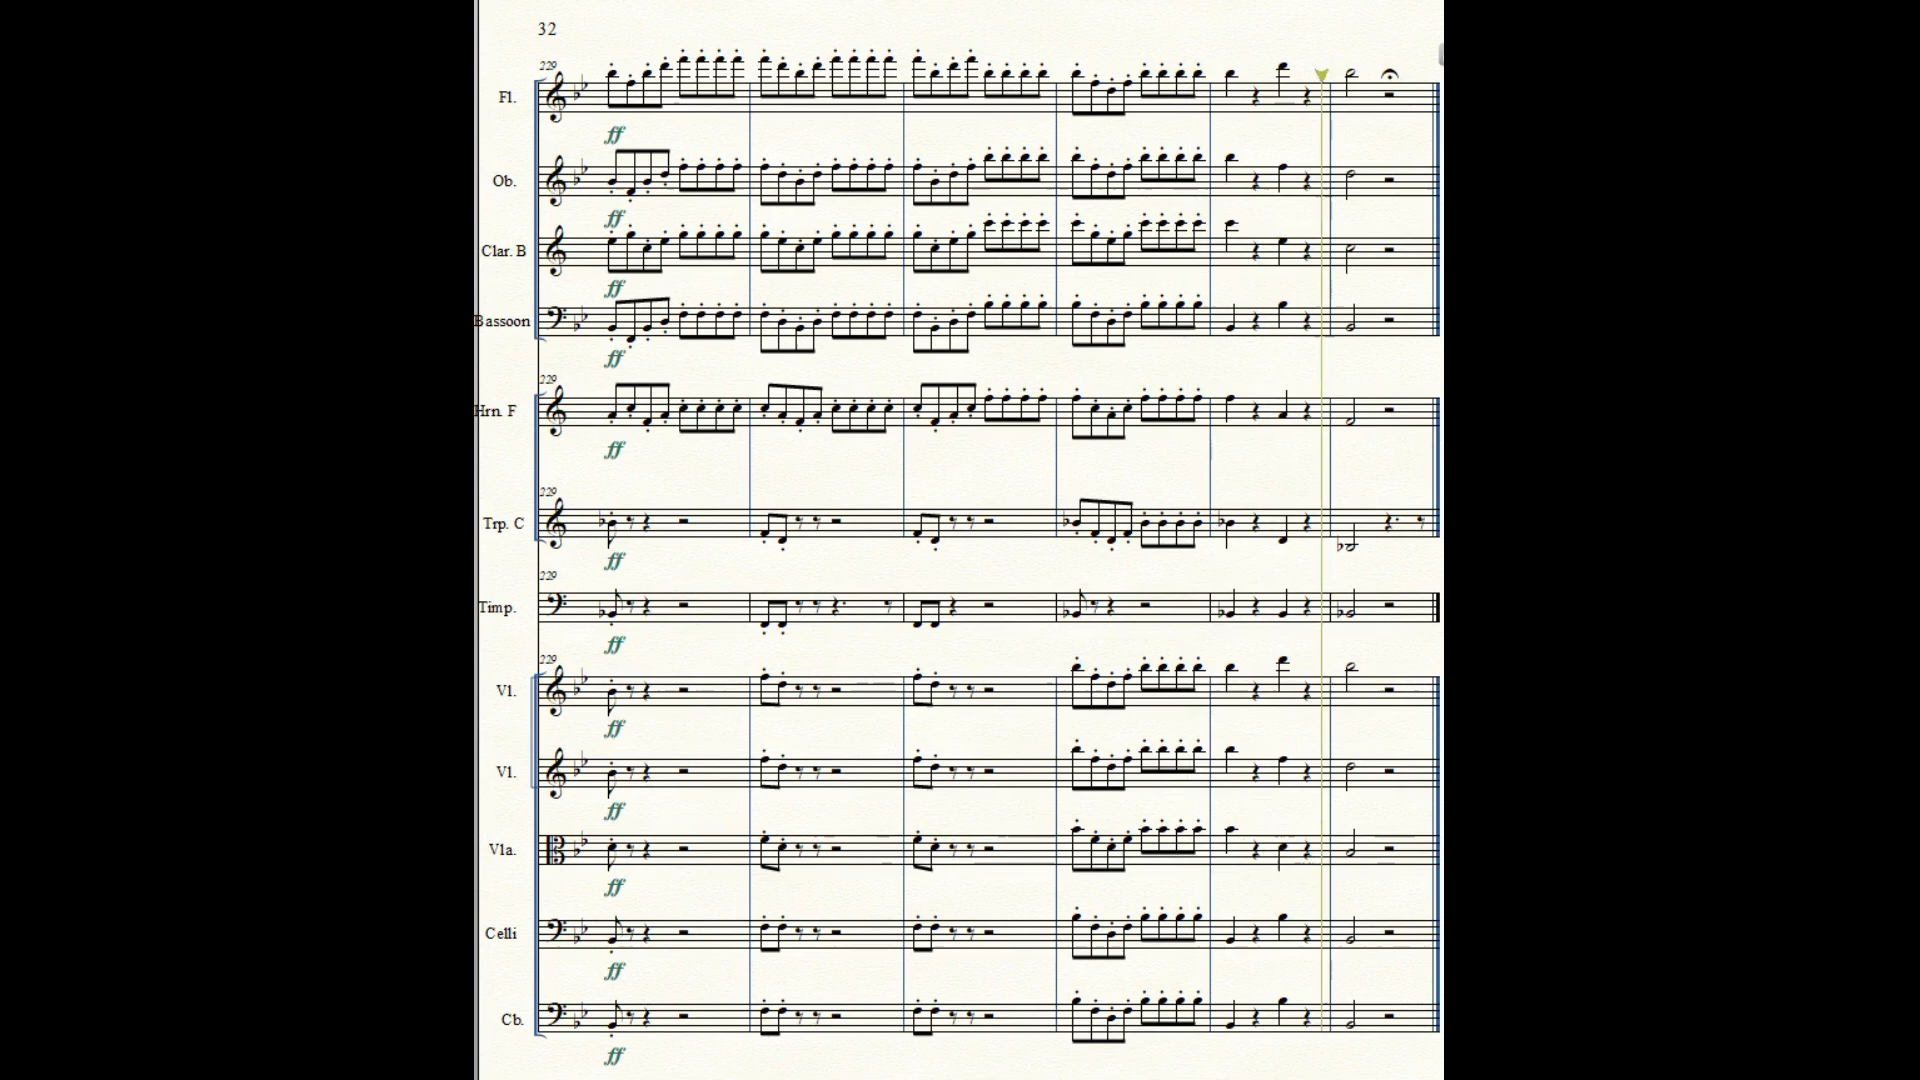 32
229
Fl.
ff
Ob.
ff
Clar. B
ff
Bassoon
ff
229
Hrn. F
ff
229
Trp. C
ff
229
Timp.
ff
229
Vl.
ff
Vl.
ff
Vla.
ff
Celli
ff
Cb.
ff